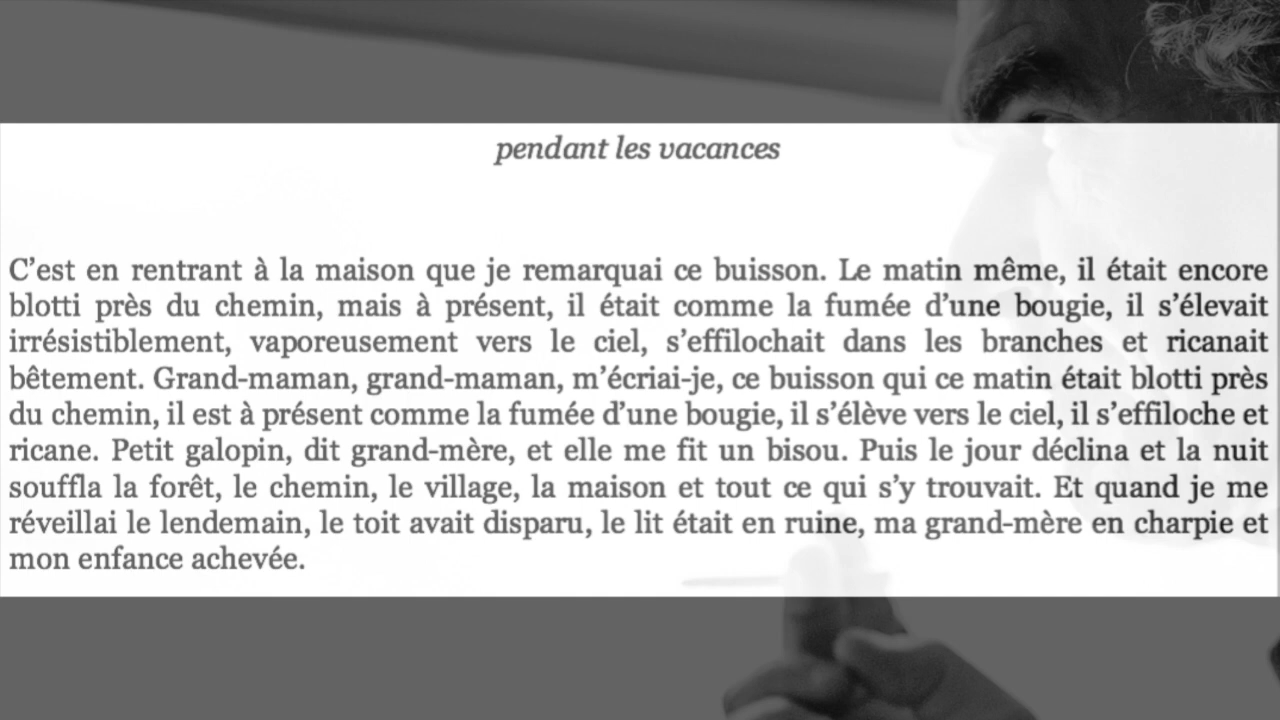 pendant les vacances
C’est en rentrant à la maison que je remarquai ce buisson. Le matin même, il était encore
blotti près du chemin, mais à présent, il était comme la fumée d’une bougie, il s’élevait
irrésistiblement, vaporeusement vers le ciel, s’effilochait dans les branches et ricanait
bêtement. Grand-maman, grand-maman, m’écriai-je, ce buisson qui ce matin était blotti près
du chemin, il est à présent comme la fumée d’une bougie, il s’élève vers le ciel, il s’effiloche et
ricane. Petit galopin, dit grand-mère, et elle me fit un bisou. Puis le jour déclina et la nuit
souffla la forêt, le chemin, le village, la maison et tout ce qui s’y trouvait. Et quand je me
réveillai le lendemain, le toit avait disparu, le lit était en ruine, ma grand-mère en charpie et
mon enfance achevée.